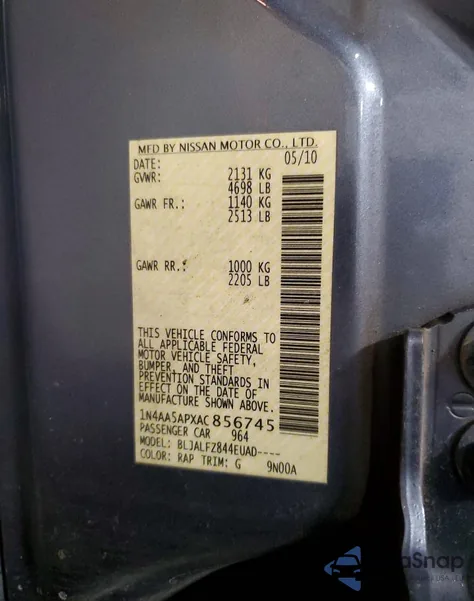 MFD BY NISSAN MOTOR CO., LTD.
DATE: 05/10
GVWR: 2131 KG
4698 LB
GAWR FR.: 1140 KG
2513 LB
GAWR RR.: 1000 KG
2205 LB
THIS VEHICLE CONFORMS TO
ALL APPLICABLE FEDERAL
MOTOR VEHICLE SAFETY,
BUMPER, AND THEFT
PREVENTION STANDARDS IN
EFFECT ON THE DATE OF
MANUFACTURE SHOWN ABOVE.
1N4AA5APXAC856745
PASSENGER CAR 964
MODEL: BLJALFZ844EUAD----
COLOR: RAP TRIM: G 9N00A